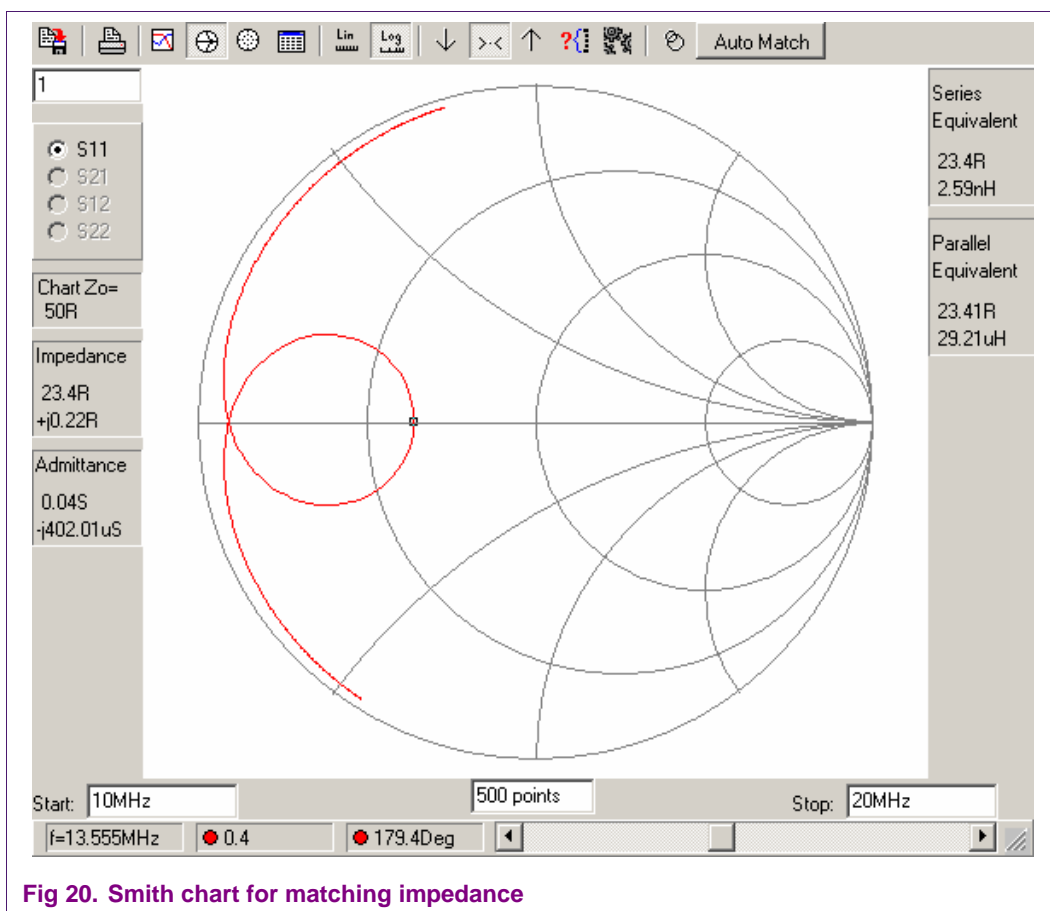 Lin
Log
?{
Auto Match
1
S11
S21
S12
S22
Chart Zo=
50R
Impedance
23.4R
+j0.22R
Admittance
0.04S
-j402.01uS
Series
Equivalent
23.4R
2.59nH
Parallel
Equivalent
23.41R
29.21uH
Start: 10MHz
500 points
Stop: 20MHz
f=13.555MHz
0.4
179.4Deg
Fig 20. Smith chart for matching impedance